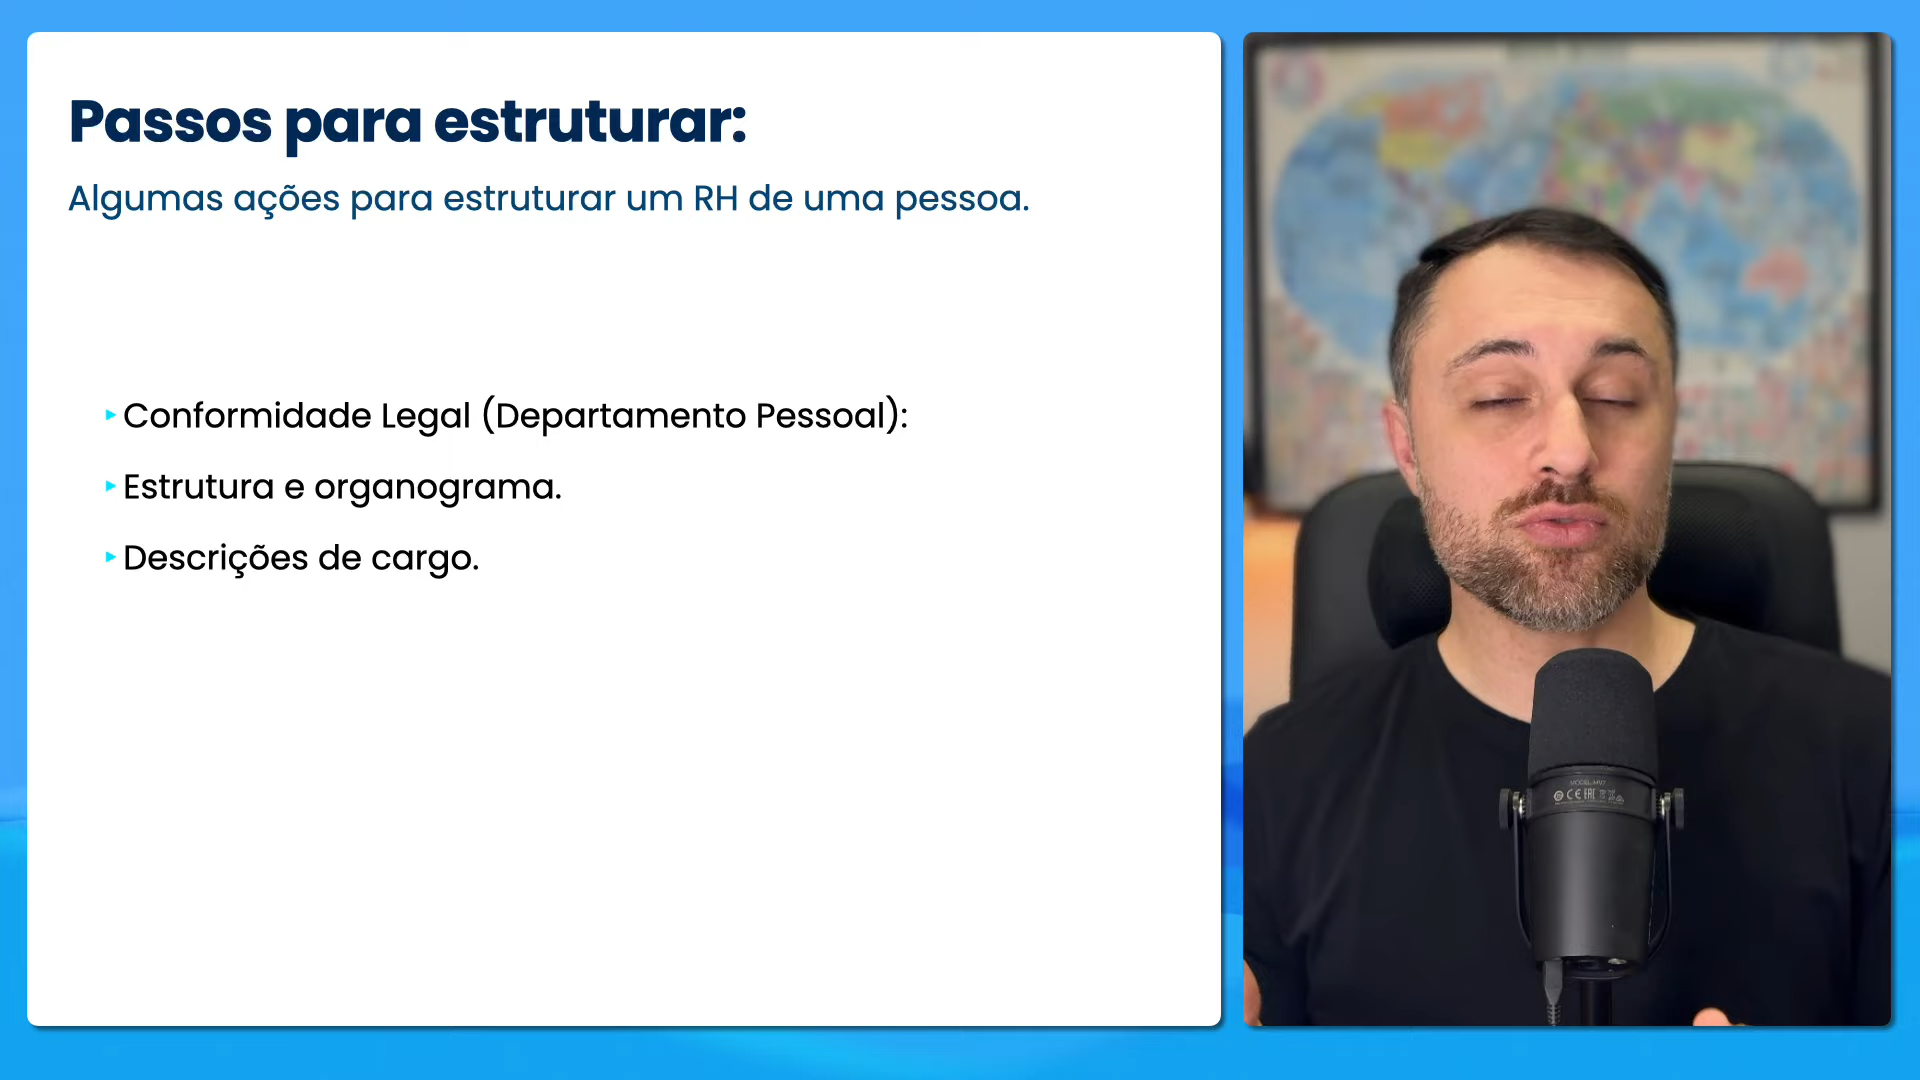 Passos para estruturar:
Algumas ações para estruturar um RH de uma pessoa.
▸ Conformidade Legal (Departamento Pessoal):
▸ Estrutura e organograma.
▸ Descrições de cargo.